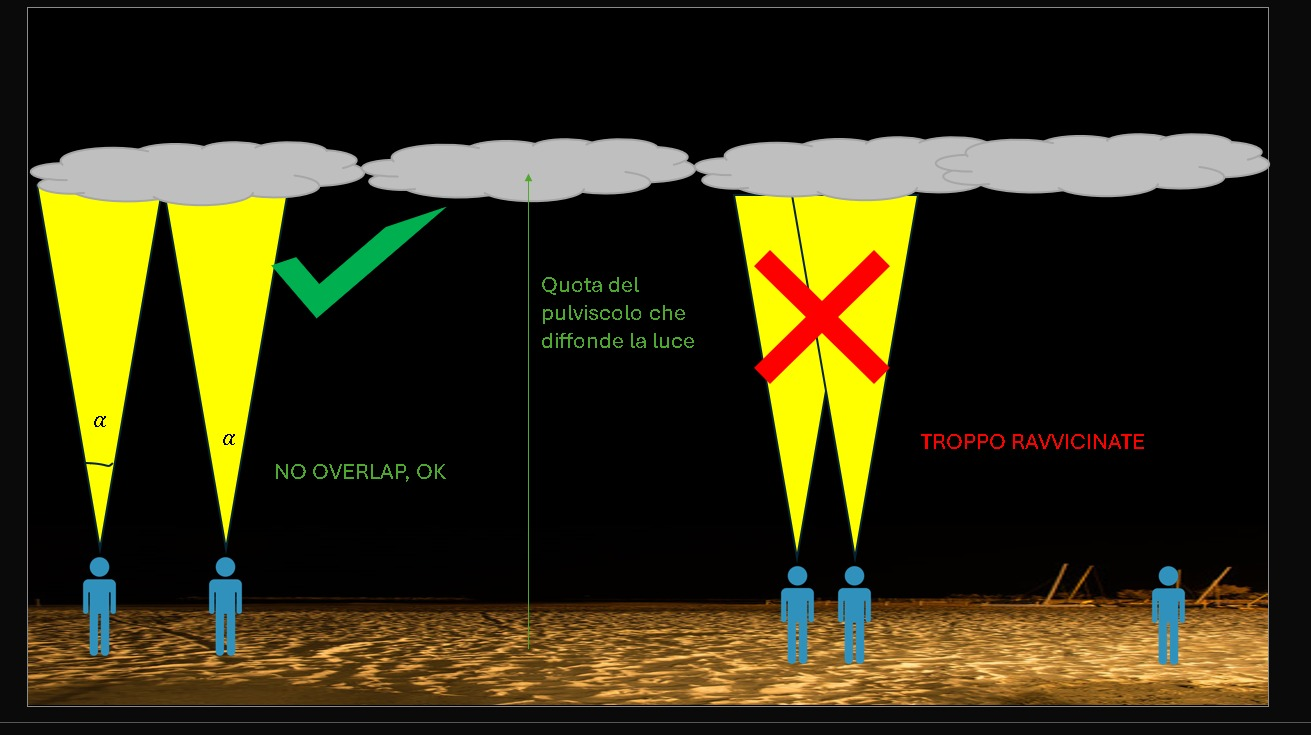 Quota del
pulviscolo che
diffonde la luce
α
α
NO OVERLAP, OK
TROPPO RAVVICINATE